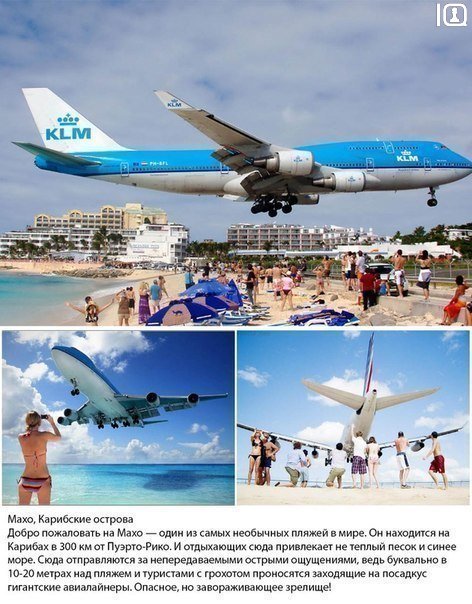 IQ
KLM
PH-BFL
KLM
Махо, Карибские острова
Добро пожаловать на Махо — один из самых необычных пляжей в мире. Он находится на
Карибах в 300 км от Пуэрто-Рико. И отдыхающих сюда привлекает не теплый песок и синее
море. Сюда отправляются за непередаваемыми острыми ощущениями, ведь буквально в
10-20 метрах над пляжем и туристами с грохотом проносятся заходящие на посадкус
гигантские авиалайнеры. Опасное, но завораживающее зрелище!